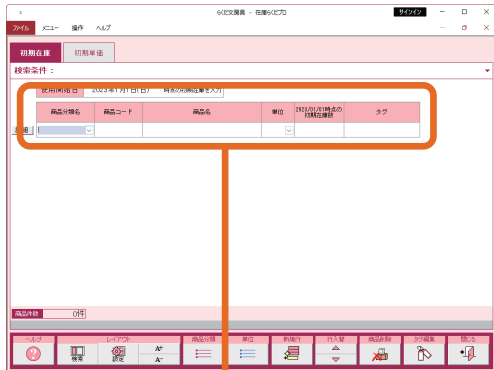 らくだ文房具 - 在庫らくだプロ
サインイン
ファイル メニュー 操作 ヘルプ
初期在庫 初期単価
検索条件：
使用開始日 2023年1月1日(日) 時点の初期在庫を入力
商品分類名 商品コード 商品名 単位 2023/01/01時点の初期在庫数 タグ
商品件数 0件
ヘルプ レイアウト 商品分類 単位 新規行 行入替 商品削除 タグ編集 閉じる
検索 設定 A+
A-